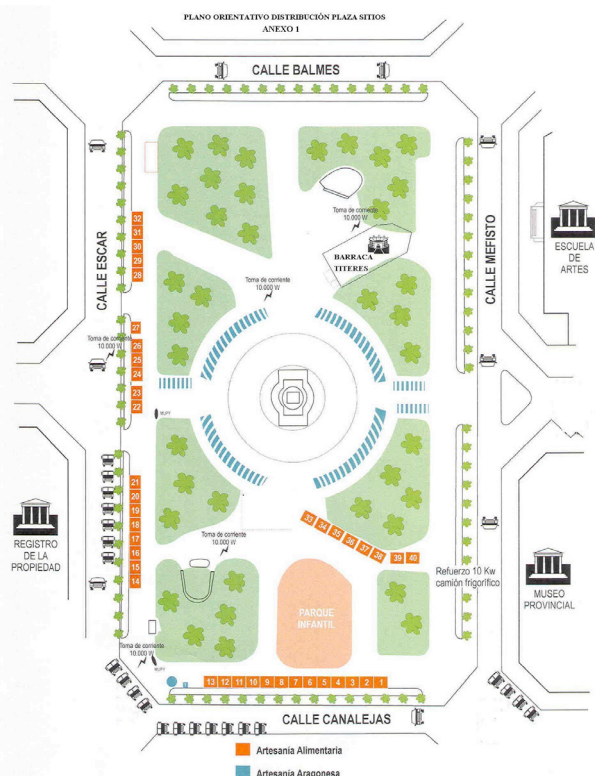 PLANO ORIENTATIVO DISTRIBUCIÓN PLAZA SITIOS
ANEXO 1
CALLE BALMES
32
31
30
29
28
CALLE ESCAR
Toma de corriente
10.000 W
BARRACA
TITERES
CALLE MEFISTO
ESCUELA
DE
ARTES
Toma de corriente
10.000 W
Toma de corriente
10.000 W
27
26
25
24
23
22
MUPY
21
20
19
18
17
16
15
14
REGISTRO
DE LA
PROPIEDAD
33
34
35
36
37
38
39
40
Toma de corriente
10.000 W
Refuerzo 10 Kw
camión frigorífico
MUSEO
PROVINCIAL
PARQUE
INFANTIL
Toma de corriente
10.000 W
MUPY
13 12 11 10 9 8 7 6 5 4 3 2 1
CALLE CANALEJAS
Artesanía Alimentaria
Artesanía Aragonesa